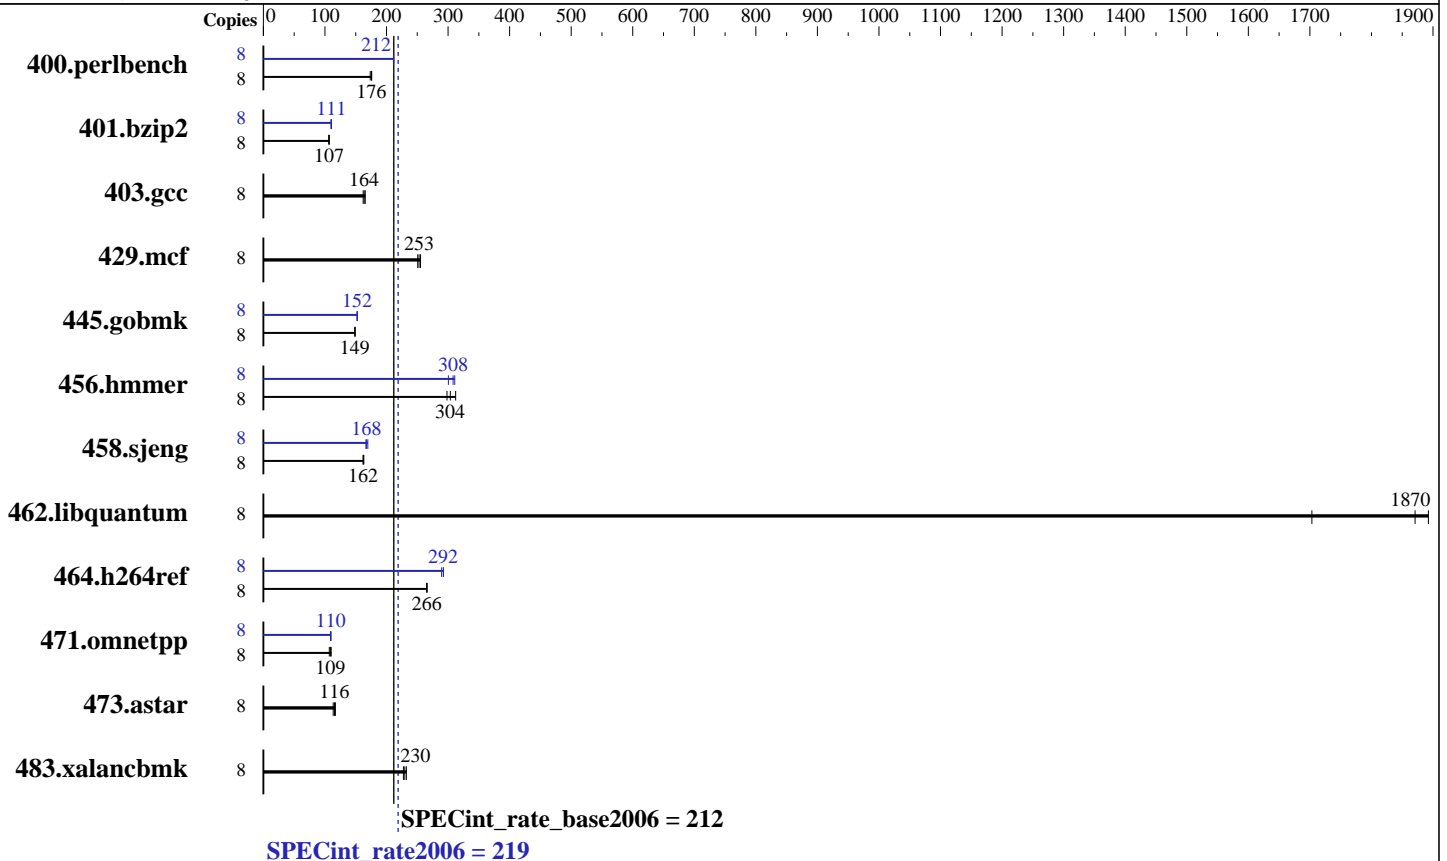 Copies 0 100 200 300 400 500 600 700 800 900 1000 1100 1200 1300 1400 1500 1600 1700 1900
400.perlbench 8 212
8 176
401.bzip2 8 111
8 107
403.gcc 8 164
429.mcf 8 253
445.gobmk 8 152
8 149
456.hmmer 8 308
8 304
458.sjeng 8 168
8 162
462.libquantum 8 1870
464.h264ref 8 292
8 266
471.omnetpp 8 110
8 109
473.astar 8 116
483.xalancbmk 8 230
SPECint_rate_base2006 = 212
SPECint_rate2006 = 219